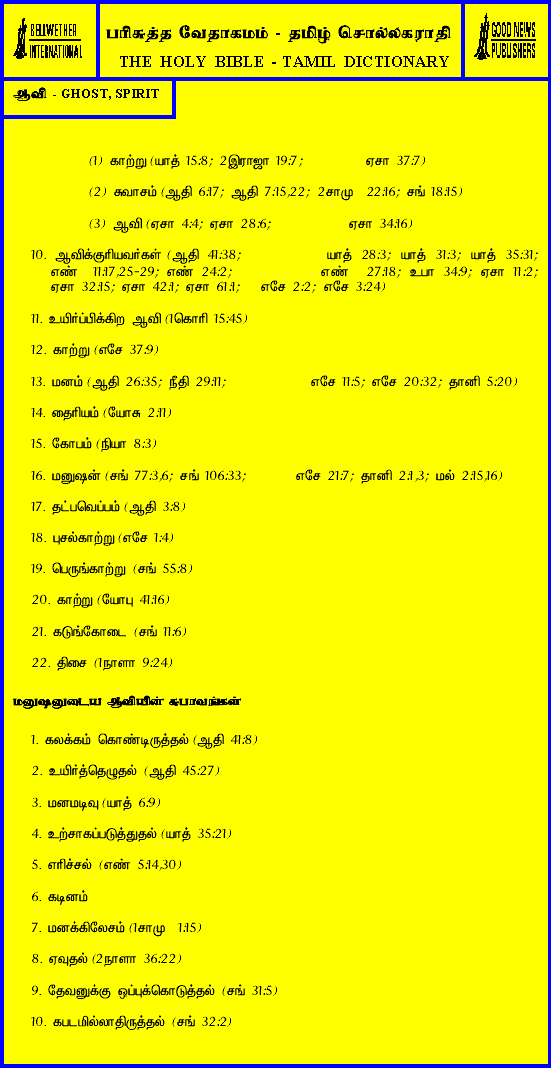 BELLWETHER
INTERNATIONAL
பரிசுத்த வேதாகமம் - தமிழ் சொல்லகராதி
THE HOLY BIBLE - TAMIL DICTIONARY
GOOD NEWS
PUBLISHERS
ஆவி - GHOST, SPIRIT
(1) காற்று (யாத் 15:8; 2இராஜா 19:7; ஏசா 37:7)
(2) சுவாசம் (ஆதி 6:17; ஆதி 7:15,22; 2சாமு 22:16; சங் 18:15)
(3) ஆவி (ஏசா 4:4; ஏசா 28:6; ஏசா 34:16)
10. ஆவிக்குரியவர்கள் (ஆதி 41:38; யாத் 28:3; யாத் 31:3; யாத் 35:31;
எண் 11:17,25-29; எண் 24:2; எண் 27:18; உபா 34:9; ஏசா 11:2;
ஏசா 32:15; ஏசா 42:1; ஏசா 61:1; எசே 2:2; எசே 3:24)
11. உயிர்ப்பிக்கிற ஆவி (1கொரி 15:45)
12. காற்று (எசே 37:9)
13. மனம் (ஆதி 26:35; நீதி 29:11; எசே 11:5; எசே 20:32; தானி 5:20)
14. தைரியம் (யோசு 2:11)
15. கோபம் (நியா 8:3)
16. மனுஷன் (சங் 77:3,6; சங் 106:33; எசே 21:7; தானி 2:1,3; மல் 2:15,16)
17. தட்பவெப்பம் (ஆதி 3:8)
18. புசல்காற்று (எசே 1:4)
19. பெருங்காற்று (சங் 55:8)
20. காற்று (யோபு 41:16)
21. கடுங்கோடை (சங் 11:6)
22. திசை (1நாளா 9:24)
மனுஷனுடைய ஆவியின் சுபாவங்கள்
1. கலக்கம் கொண்டிருத்தல் (ஆதி 41:8)
2. உயிர்த்தெழுதல் (ஆதி 45:27)
3. மனமடிவு (யாத் 6:9)
4. உற்சாகப்படுத்துதல் (யாத் 35:21)
5. எரிச்சல் (எண் 5:14,30)
6. கடினம்
7. மனக்கிலேசம் (1சாமு 1:15)
8. ஏவுதல் (2நாளா 36:22)
9. தேவனுக்கு ஒப்புக்கொடுத்தல் (சங் 31:5)
10. கபடமில்லாதிருத்தல் (சங் 32:2)